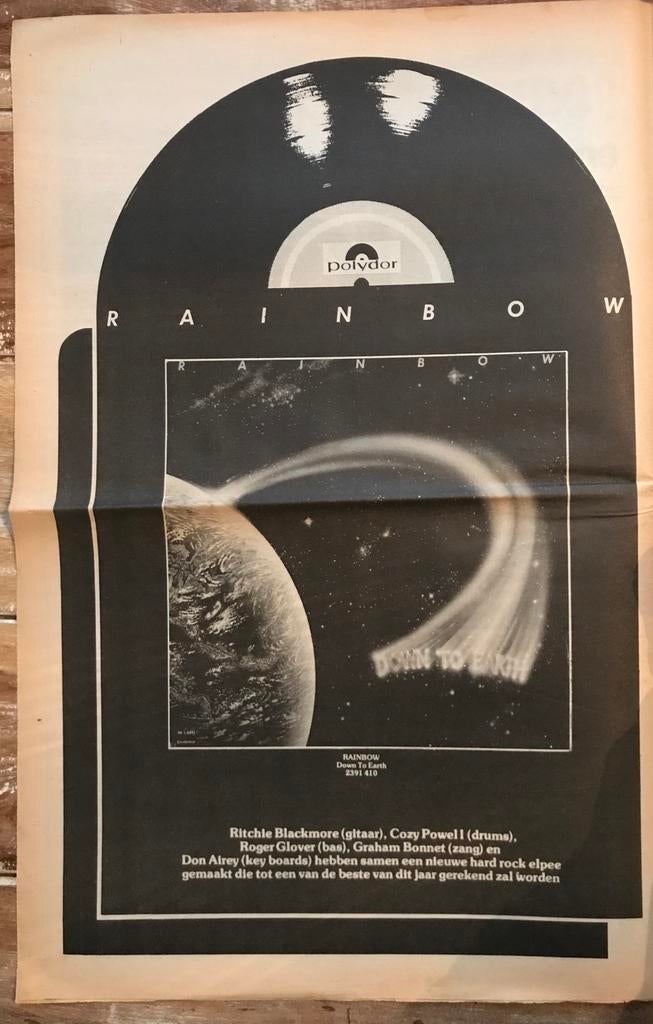 polydor
RAINBOW
RAINBOW
DOWN TO EARTH
RAINBOW
Down To Earth
2391 410
Ritchie Blackmore (gitaar), Cozy Powell (drums),
Roger Glover (bas), Graham Bonnet (zang) en
Don Airey (key boards) hebben samen een nieuwe hard rock elpee
gemaakt die tot een van de beste van dit jaar gerekend zal worden